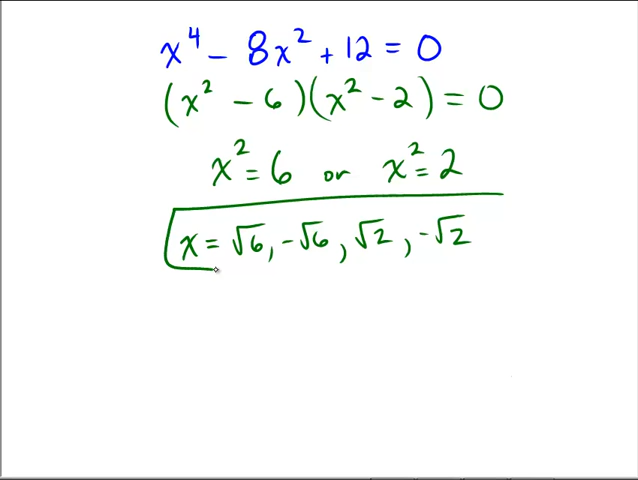 x⁴ - 8x² + 12 = 0
(x² - 6)(x² - 2) = 0
x² = 6 or x² = 2
x = √6, -√6, √2, -√2